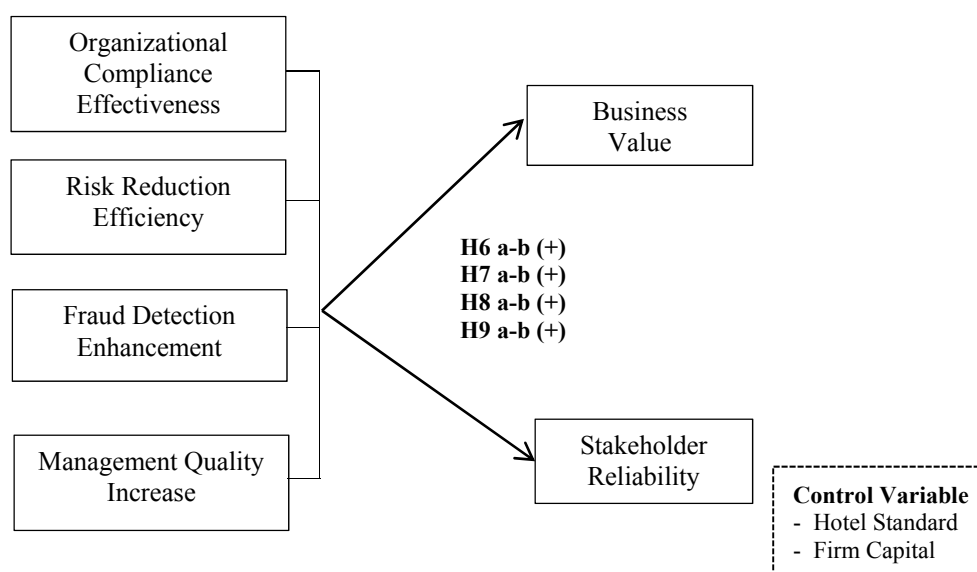 Organizational
Compliance
Effectiveness
Risk Reduction
Efficiency
Fraud Detection
Enhancement
Management Quality
Increase
Business
Value
H6 a-b (+)
H7 a-b (+)
H8 a-b (+)
H9 a-b (+)
Stakeholder
Reliability
Control Variable
- Hotel Standard
- Firm Capital